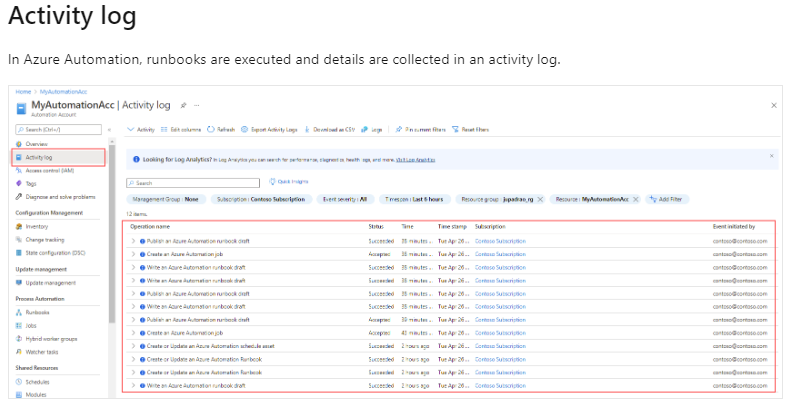 Activity log
In Azure Automation, runbooks are executed and details are collected in an activity log.
Home > MyAutomationAcc
MyAutomationAcc | Activity log
Automation Account
Search (Ctrl+/)
Activity Edit columns Refresh Export Activity Logs Download as CSV Logs Pin current filters Reset filters
Overview
Activity log
Access control (IAM)
Tags
Diagnose and solve problems
Configuration Management
Inventory
Change tracking
State configuration (DSC)
Update management
Update management
Process Automation
Runbooks
Jobs
Hybrid worker groups
Watcher tasks
Shared Resources
Schedules
Modules
Looking for Log Analytics? In Log Analytics you can search for performance, diagnostics, health logs, and more. Visit Log Analytics
Search Quick Insights
Management Group : None Subscription : Contoso Subscription Event severity : All Timespan : Last 6 hours Resource group : jspadrao_rg Resource : MyAutomationAcc Add Filter
12 items.
Operation name Status Time Time stamp Subscription Event initiated by
Publish an Azure Automation runbook draft Succeeded minutes ... Tue Apr 26 ... Contoso Subscription contoso@contoso.com
Create an Azure Automation job Accepted minutes ... Tue Apr 26 ... Contoso Subscription contoso@contoso.com
Write an Azure Automation runbook draft Succeeded minutes ... Tue Apr 26 ... Contoso Subscription contoso@contoso.com
Write an Azure Automation runbook draft Succeeded minutes ... Tue Apr 26 ... Contoso Subscription contoso@contoso.com
Publish an Azure Automation runbook draft Succeeded minutes ... Tue Apr 26 ... Contoso Subscription contoso@contoso.com
Write an Azure Automation runbook draft Succeeded minutes ... Tue Apr 26 ... Contoso Subscription contoso@contoso.com
Publish an Azure Automation runbook draft Accepted minutes ... Tue Apr 26 ... Contoso Subscription contoso@contoso.com
Create an Azure Automation job Accepted 40 minutes ... Tue Apr 26 ... Contoso Subscription contoso@contoso.com
Create or Update an Azure Automation schedule asset Succeeded 2 hours ago Tue Apr 26 ... Contoso Subscription contoso@contoso.com
Create or Update an Azure Automation Runbook Succeeded 2 hours ago Tue Apr 26 ... Contoso Subscription contoso@contoso.com
Create or Update an Azure Automation Runbook Succeeded 2 hours ago Tue Apr 26 ... Contoso Subscription contoso@contoso.com
Write an Azure Automation runbook draft Succeeded 2 hours ago Tue Apr 26 ... Contoso Subscription contoso@contoso.com